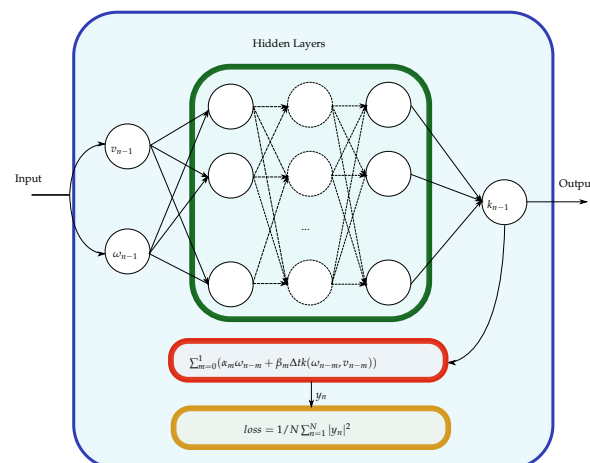 Hidden Layers
Input
v_{n−1}
ω_{n−1}
...
k_{n−1}
Output
∑_{m=0}^{1}(α_m ω_{n−m} + β_m Δtk(ω_{n−m}, v_{n−m}))
y_n
loss = 1/N ∑_{n=1}^{N} |y_n|^2